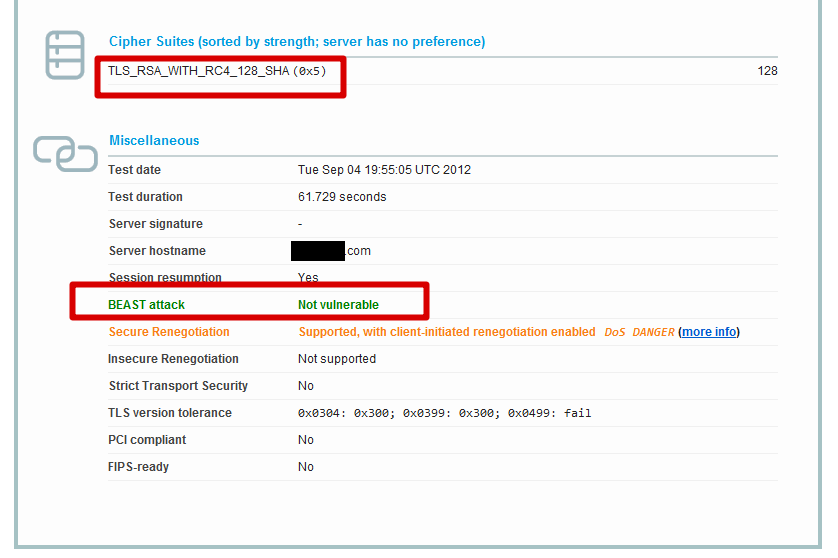 Cipher Suites (sorted by strength; server has no preference)
TLS_RSA_WITH_RC4_128_SHA (0x5) 128
Miscellaneous
Test date Tue Sep 04 19:55:05 UTC 2012
Test duration 61.729 seconds
Server signature -
Server hostname .com
Session resumption Yes
BEAST attack Not vulnerable
Secure Renegotiation Supported, with client-initiated renegotiation enabled DoS DANGER (more info)
Insecure Renegotiation Not supported
Strict Transport Security No
TLS version tolerance 0x0304: 0x300; 0x0399: 0x300; 0x0499: fail
PCI compliant No
FIPS-ready No